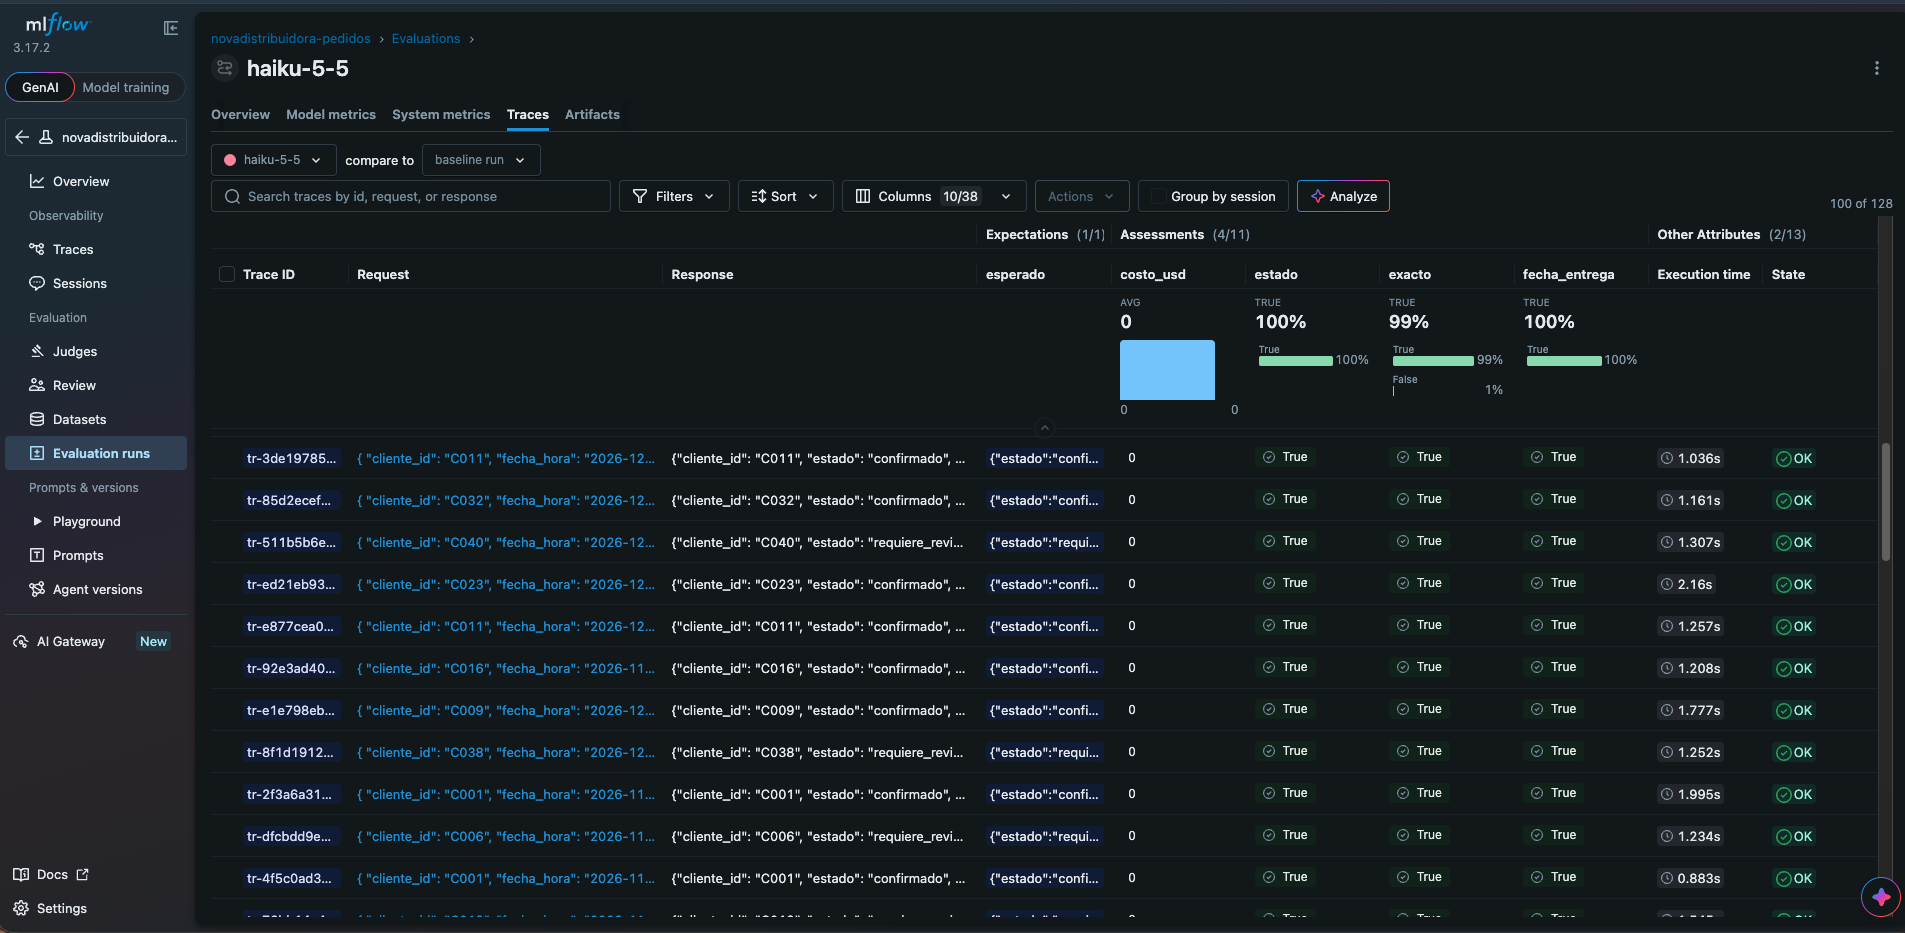 mlflow
3.17.2
GenAI
Model training
novadistribuidora...
Overview
Observability
Traces
Sessions
Evaluation
Judges
Review
Datasets
Evaluation runs
Prompts & versions
Playground
Prompts
Agent versions
AI Gateway New
Docs
Settings
novadistribuidora-pedidos › Evaluations ›
haiku-5-5
Overview Model metrics System metrics Traces Artifacts
haiku-5-5 compare to baseline run
Search traces by id, request, or response Filters Sort Columns 10/38 Actions Group by session Analyze
100 of 128
Expectations (1/1) Assessments (4/11) Other Attributes (2/13)
Trace ID Request Response esperado costo_usd estado exacto fecha_entrega Execution time State
AVG TRUE TRUE TRUE
0 100% 99% 100%
True 100% True 99% True 100%
False 1%
0 0
tr-3de19785... { "cliente_id": "C011", "fecha_hora": "2026-12... {"cliente_id": "C011", "estado": "confirmado", ... {"estado":"confi... 0 True True True 1.036s OK
tr-85d2ecef... { "cliente_id": "C032", "fecha_hora": "2026-12... {"cliente_id": "C032", "estado": "confirmado", ... {"estado":"confi... 0 True True True 1.161s OK
tr-511b5b6e... { "cliente_id": "C040", "fecha_hora": "2026-12... {"cliente_id": "C040", "estado": "requiere_revi... {"estado":"requi... 0 True True True 1.307s OK
tr-ed21eb93... { "cliente_id": "C023", "fecha_hora": "2026-12... {"cliente_id": "C023", "estado": "confirmado", ... {"estado":"confi... 0 True True True 2.16s OK
tr-e877cea0... { "cliente_id": "C011", "fecha_hora": "2026-12... {"cliente_id": "C011", "estado": "confirmado", ... {"estado":"confi... 0 True True True 1.257s OK
tr-92e3ad40... { "cliente_id": "C016", "fecha_hora": "2026-11... {"cliente_id": "C016", "estado": "confirmado", ... {"estado":"confi... 0 True True True 1.208s OK
tr-e1e798eb... { "cliente_id": "C009", "fecha_hora": "2026-12... {"cliente_id": "C009", "estado": "confirmado", ... {"estado":"confi... 0 True True True 1.777s OK
tr-8f1d1912... { "cliente_id": "C038", "fecha_hora": "2026-12... {"cliente_id": "C038", "estado": "requiere_revi... {"estado":"requi... 0 True True True 1.252s OK
tr-2f3a6a31... { "cliente_id": "C001", "fecha_hora": "2026-11... {"cliente_id": "C001", "estado": "confirmado", ... {"estado":"confi... 0 True True True 1.995s OK
tr-dfcbdd9e... { "cliente_id": "C006", "fecha_hora": "2026-11... {"cliente_id": "C006", "estado": "requiere_revi... {"estado":"requi... 0 True True True 1.234s OK
tr-4f5c0ad3... { "cliente_id": "C001", "fecha_hora": "2026-11... {"cliente_id": "C001", "estado": "confirmado", ... {"estado":"confi... 0 True True True 0.883s OK